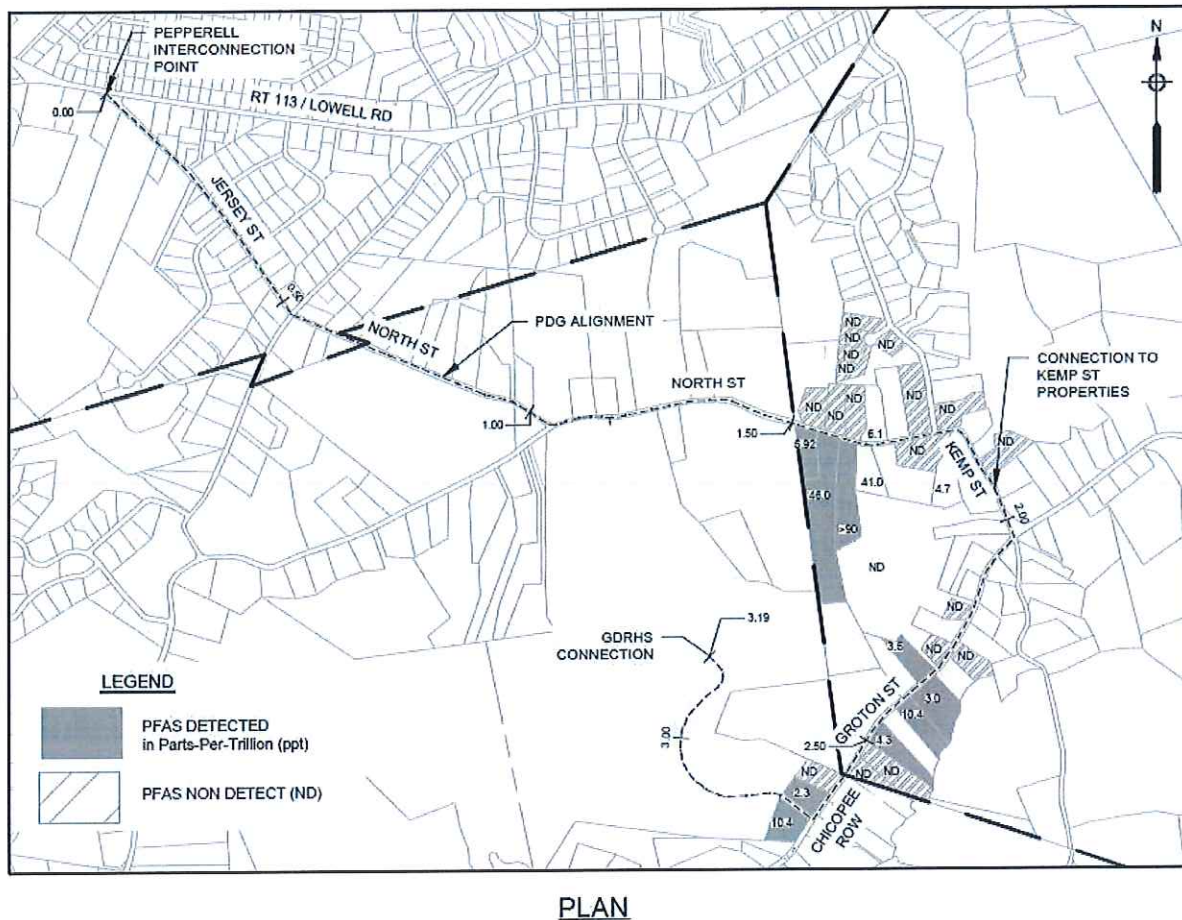 PEPPERELL
INTERCONNECTION
POINT
N
RT 113 / LOWELL RD
0.00
JERSEY ST
0.50
NORTH ST
PDG ALIGNMENT
NORTH ST
1.00
1.50
CONNECTION TO
KEMP ST
PROPERTIES
ND
ND
ND
ND
ND
ND
ND
ND
ND
6.1
ND
ND
KEMP ST
5.92
46.0
>90
41.0
4.7
2.00
ND
ND
GDRHS
CONNECTION
3.19
3.00
ND
ND
3.6
3.0
10.4
GROTON ST
2.50
4.3
ND
ND
ND
2.3
10.4
CHICOPEE
ROW
LEGEND
PFAS DETECTED
in Parts-Per-Trillion (ppt)
PFAS NON DETECT (ND)
PLAN